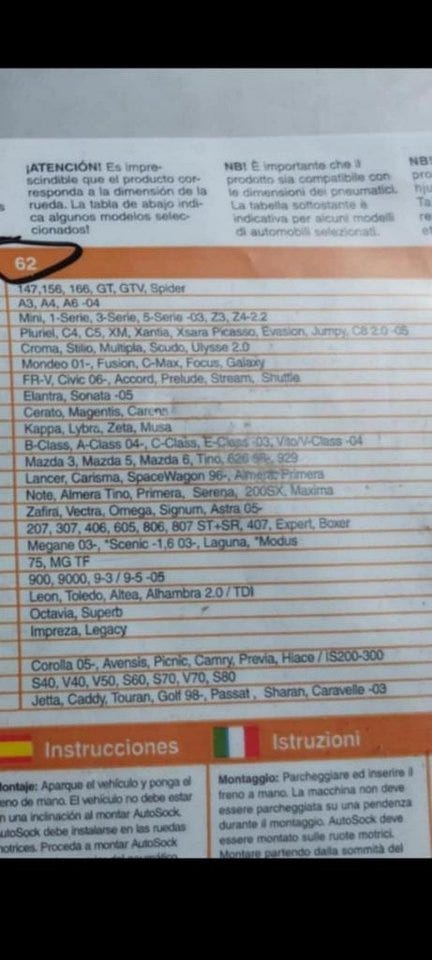 ¡ATENCIÓN! Es impre-
scindible que el producto cor-
responda a la dimensión de la
rueda. La tabla de abajo indi-
ca algunos modelos selec-
cionados!
NB! È importante che il
prodotto sia compatibile con
le dimensioni dei pneumatici.
La tabella sottostante è
indicativa per alcuni modelli
di automobili selezionati.
62
147,156, 166, GT, GTV, Spider
A3, A4, A6 -04
Mini, 1-Serie, 3-Serie, 5-Serie -03, Z3, Z4-2.2
Pluriel, C4, C5, XM, Xantia, Xsara Picasso, Evasion, Jumpy, C8 2.0 -05
Croma, Stilio, Multipla, Scudo, Ulysse 2.0
Mondeo 01-, Fusion, C-Max, Focus, Galaxy
FR-V, Civic 06-, Accord, Prelude, Stream, Shuttle
Elantra, Sonata -05
Cerato, Magentis, Carens
Kappa, Lybra, Zeta, Musa
B-Class, A-Class 04-, C-Class, E-Class -03, Vito/V-Class -04
Mazda 3, Mazda 5, Mazda 6, Tino, 626 98-, 929
Lancer, Carisma, SpaceWagon 96-, Almera, Primera
Note, Almera Tino, Primera, Serena, 200SX, Maxima
Zafira, Vectra, Omega, Signum, Astra 05-
207, 307, 406, 605, 806, 807 ST+SR, 407, Expert, Boxer
Megane 03-, *Scenic -1,6 03-, Laguna, *Modus
75, MG TF
900, 9000, 9-3 / 9-5 -05
Leon, Toledo, Altea, Alhambra 2.0 / TDI
Octavia, Superb
Impreza, Legacy
Corolla 05-, Avensis, Picnic, Camry, Previa, Hiace / IS200-300
S40, V40, V50, S60, S70, V70, S80
Jetta, Caddy, Touran, Golf 98-, Passat , Sharan, Caravelle -03
Instrucciones
Istruzioni
ontaje: Aparque el vehículo y ponga el
eno de mano. El vehículo no debe estar
n una inclinación al montar AutoSock.
utoSock debe instalarse en las ruedas
otrices. Proceda a montar AutoSock
Montaggio: Parcheggiare ed inserire il
freno a mano. La macchina non deve
essere parcheggiata su una pendenza
durante il montaggio. AutoSock deve
essere montato sulle ruote motrici.
Montare partendo dalla sommità del